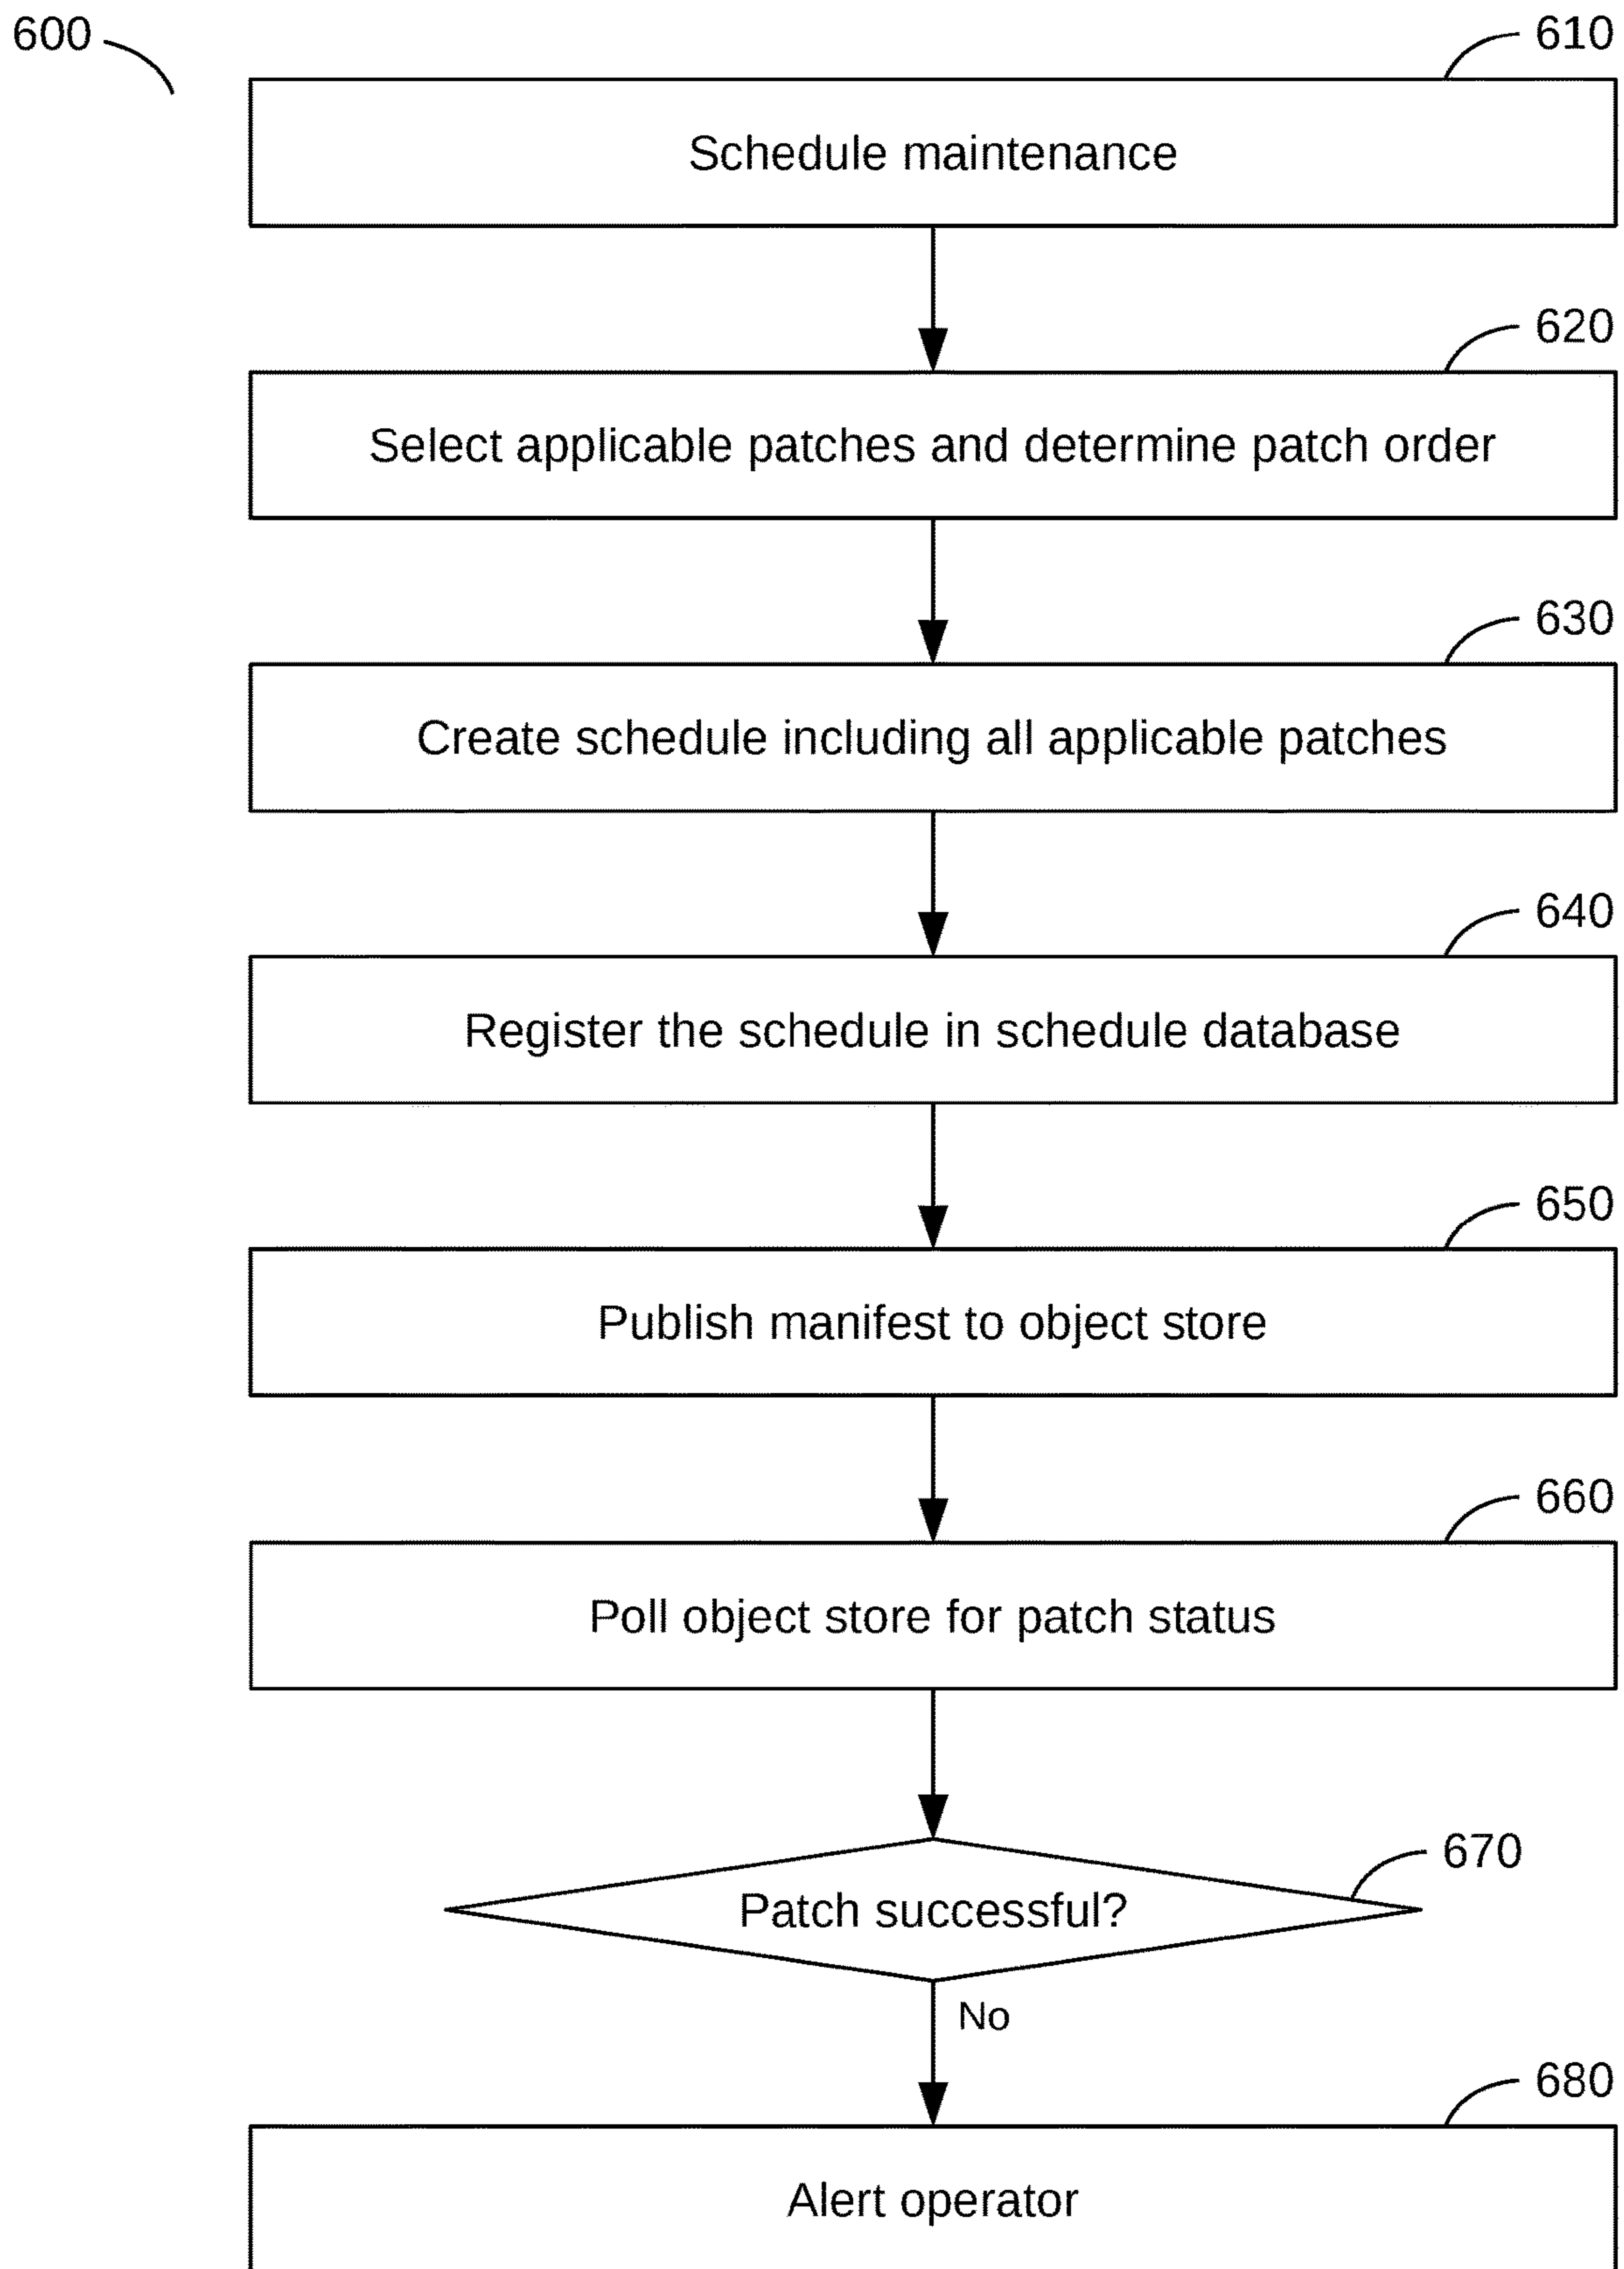 600
610
Schedule maintenance
620
Select applicable patches and determine patch order
630
Create schedule including all applicable patches
640
Register the schedule in schedule database
650
Publish manifest to object store
660
Poll object store for patch status
670
Patch successful?
No
680
Alert operator